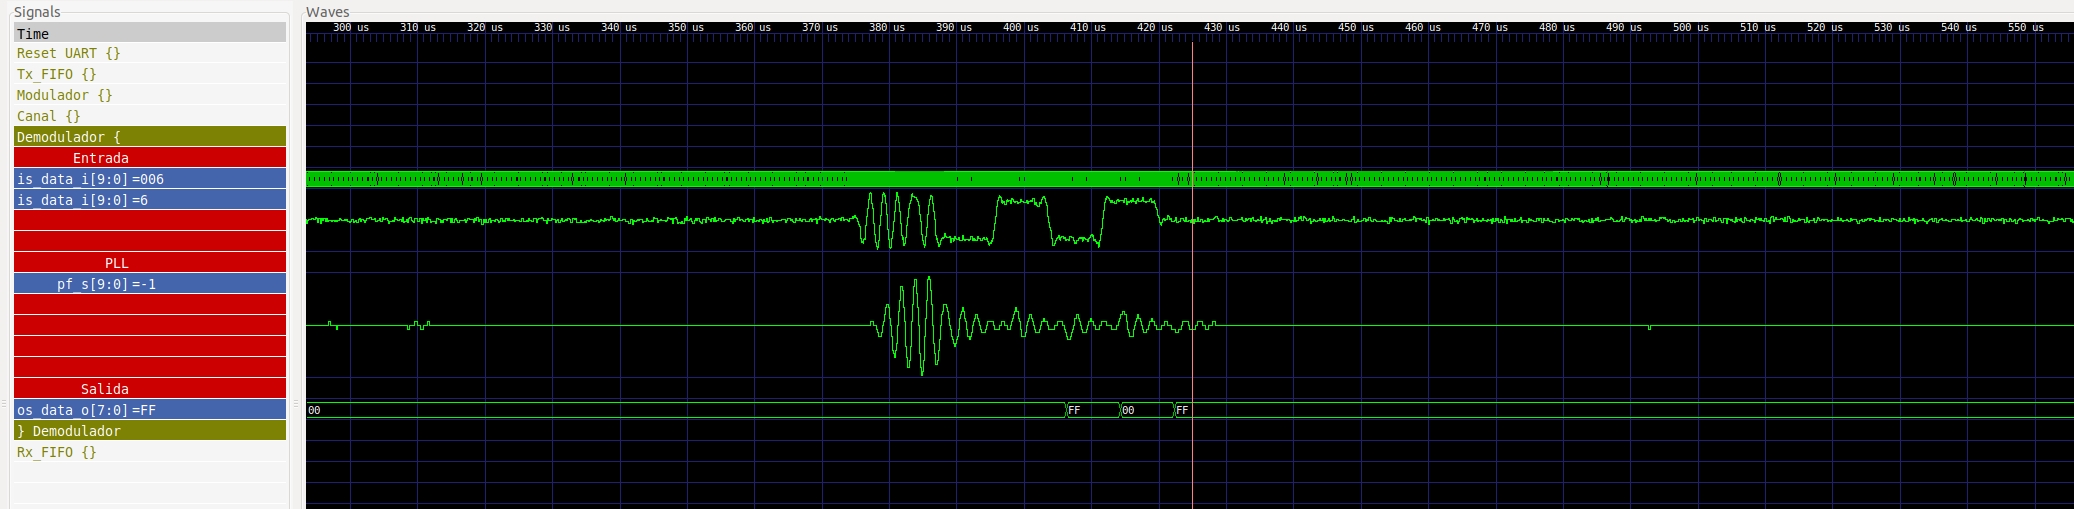 Signals
Waves
Time
300 us 310 us 320 us 330 us 340 us 350 us 360 us 370 us 380 us 390 us 400 us 410 us 420 us 430 us 440 us 450 us 460 us 470 us 480 us 490 us 500 us 510 us 520 us 530 us 540 us 550 us
Reset UART {}
Tx_FIFO {}
Modulador {}
Canal {}
Demodulador {
Entrada
is_data_i[9:0]=006
is_data_i[9:0]=6
PLL
pf_s[9:0]=-1
Salida
os_data_o[7:0]=FF
00 FF 00 FF
} Demodulador
Rx_FIFO {}